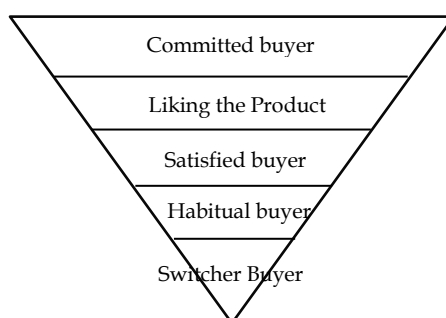 Committed buyer
Liking the Product
Satisfied buyer
Habitual buyer
Switcher Buyer